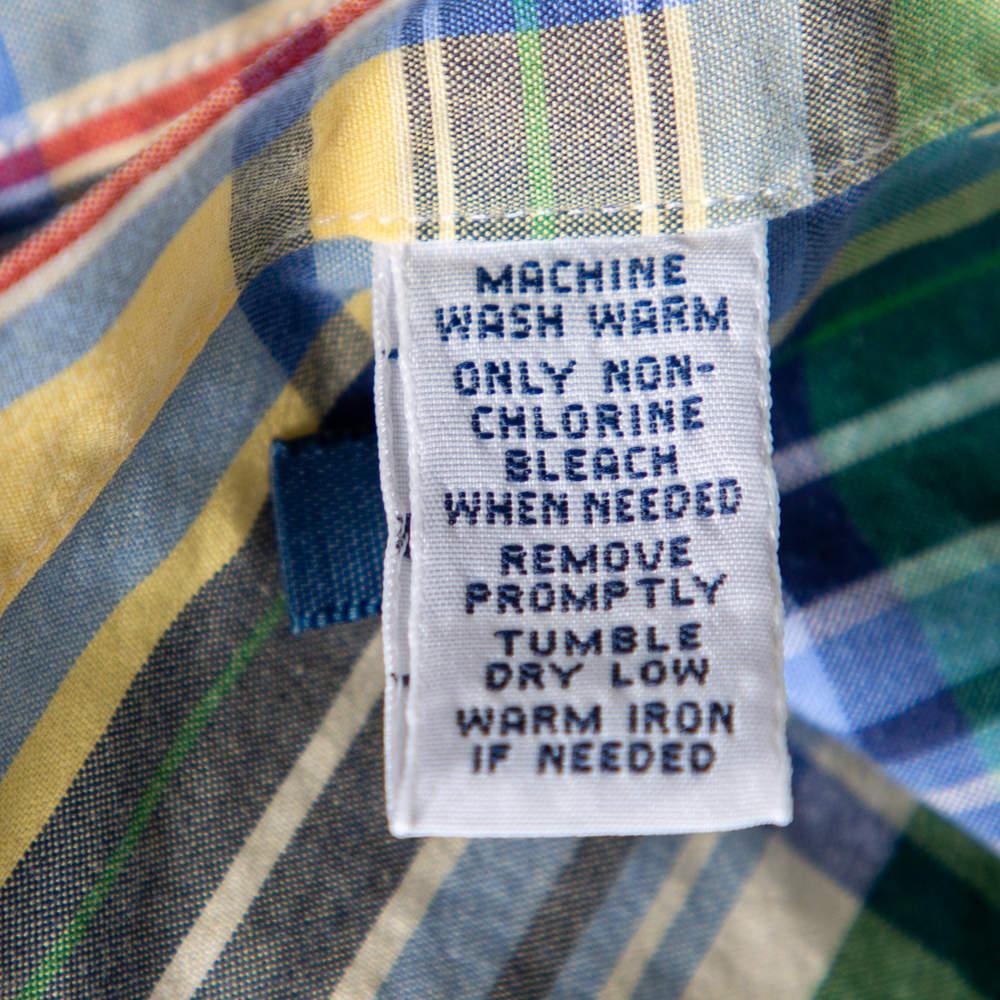 MACHINE
WASH WARM
ONLY NON-
CHLORINE
BLEACH
WHEN NEEDED
REMOVE
PROMPTLY
TUMBLE
DRY LOW
WARM IRON
IF NEEDED